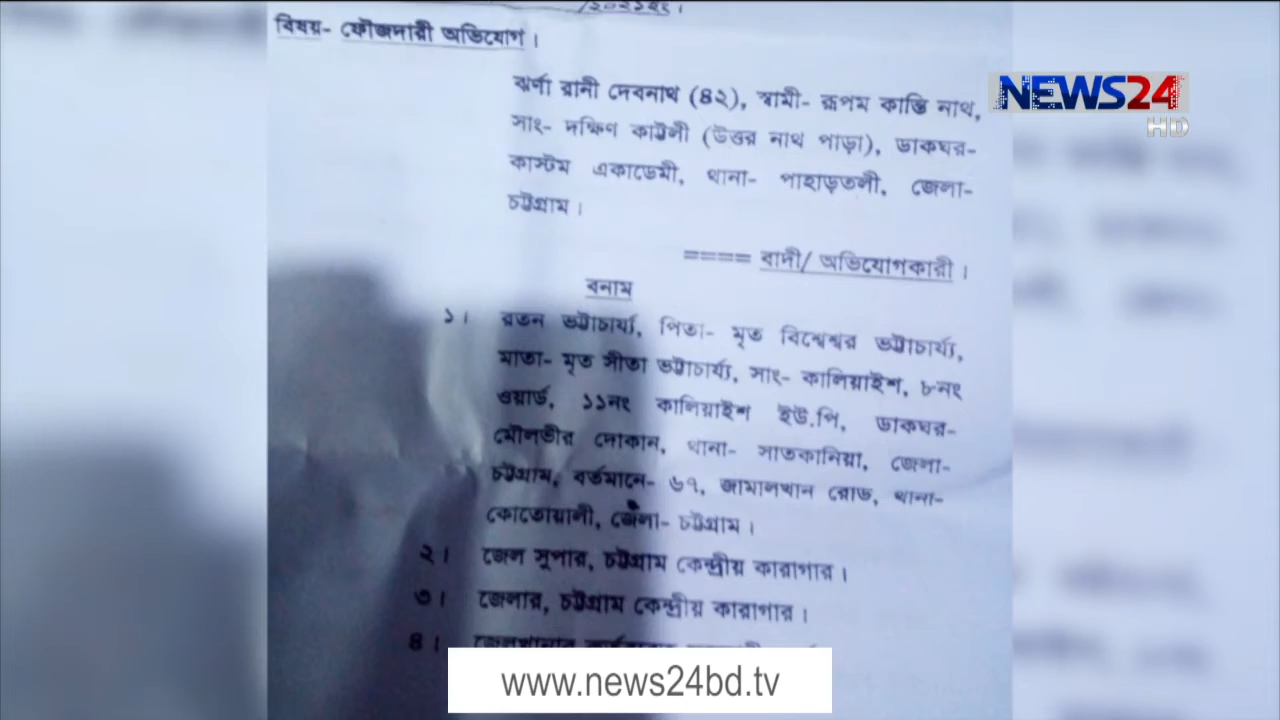 /২০২১ইং।
বিষয়- ফৌজদারী অভিযোগ।
ঝর্ণা রানী দেবনাথ (৪২), স্বামী- রূপম কান্তি নাথ,
সাং- দক্ষিণ কাট্টলী (উত্তর নাথ পাড়া), ডাকঘর-
কাস্টম একাডেমী, থানা- পাহাড়তলী, জেলা-
চট্টগ্রাম।
==== বাদী/ অভিযোগকারী।
বনাম
১। রতন ভট্টাচার্য্য, পিতা- মৃত বিশ্বেশ্বর ভট্টাচার্য্য,
মাতা- মৃত সীতা ভট্টাচার্য্য, সাং- কালিয়াইশ, ৮নং
ওয়ার্ড, ১১নং কালিয়াইশ ইউ.পি, ডাকঘর-
মৌলভীর দোকান, থানা- সাতকানিয়া, জেলা-
চট্টগ্রাম, বর্তমানে- ৬৭, জামালখান রোড, থানা-
কোতোয়ালী, জেলা- চট্টগ্রাম।
২। জেল সুপার, চট্টগ্রাম কেন্দ্রীয় কারাগার।
৩। জেলার, চট্টগ্রাম কেন্দ্রীয় কারাগার।
৪।
NEWS24
HD
www.news24bd.tv